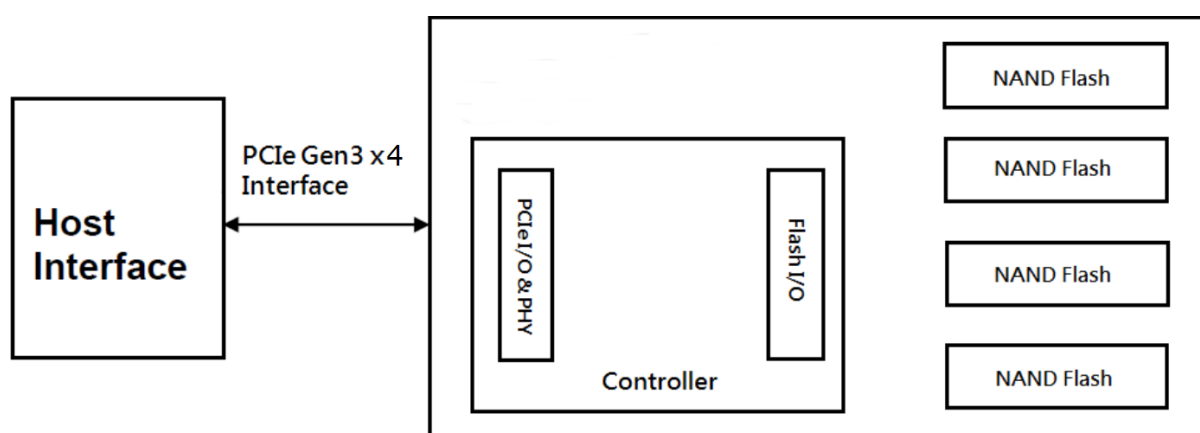 Host
Interface
PCIe Gen3 x4
Interface
PCIe I/O & PHY
Flash I/O
Controller
NAND Flash
NAND Flash
NAND Flash
NAND Flash